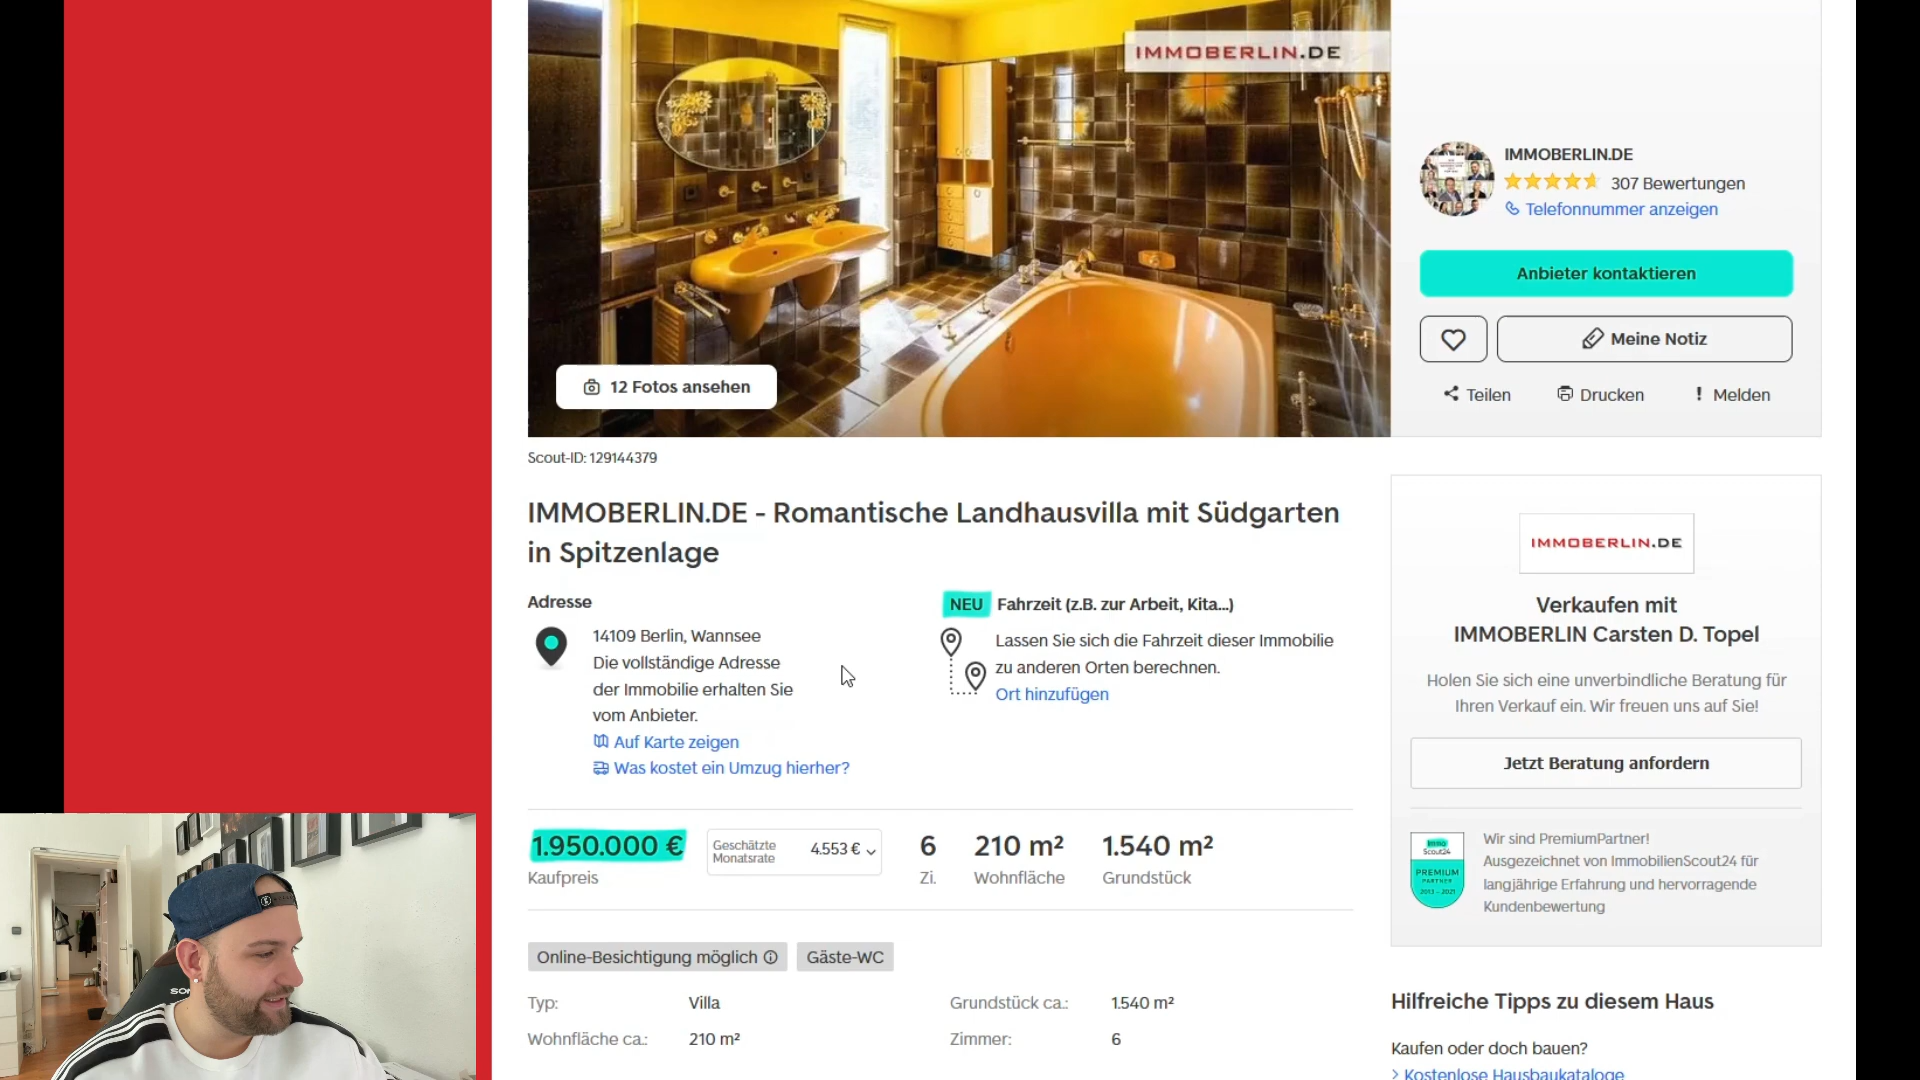 IMMOBERLIN.DE
12 Fotos ansehen
IMMOBERLIN.DE
307 Bewertungen
Telefonnummer anzeigen
Anbieter kontaktieren
Meine Notiz
Teilen
Drucken
Melden
Scout-ID: 129144379
IMMOBERLIN.DE - Romantische Landhausvilla mit Südgarten
in Spitzenlage
Adresse
14109 Berlin, Wannsee
Die vollständige Adresse
der Immobilie erhalten Sie
vom Anbieter.
Auf Karte zeigen
Was kostet ein Umzug hierher?
NEU Fahrzeit (z.B. zur Arbeit, Kita...)
Lassen Sie sich die Fahrzeit dieser Immobilie
zu anderen Orten berechnen.
Ort hinzufügen
1.950.000 €
Kaufpreis
Geschätzte
Monatsrate
4.553 €
6
Zi.
210 m²
Wohnfläche
1.540 m²
Grundstück
Online-Besichtigung möglich
Gäste-WC
Typ: Villa
Grundstück ca.: 1.540 m²
Wohnfläche ca.: 210 m²
Zimmer: 6
IMMOBERLIN.DE
Verkaufen mit
IMMOBERLIN Carsten D. Topel
Holen Sie sich eine unverbindliche Beratung für
Ihren Verkauf ein. Wir freuen uns auf Sie!
Jetzt Beratung anfordern
Immo
Scout24
PREMIUM
PARTNER
2013 - 2021
Wir sind PremiumPartner!
Ausgezeichnet von ImmobilienScout24 für
langjährige Erfahrung und hervorragende
Kundenbewertung
Hilfreiche Tipps zu diesem Haus
Kaufen oder doch bauen?
Kostenlose Hausbaukataloge